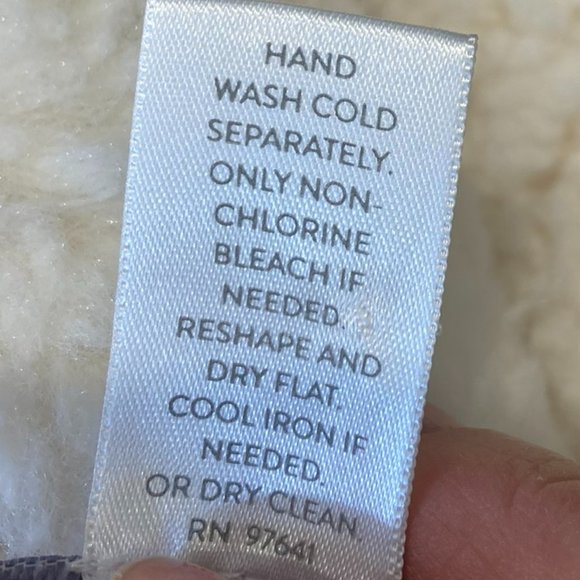 HAND
WASH COLD
SEPARATELY.
ONLY NON-
CHLORINE
BLEACH IF
NEEDED.
RESHAPE AND
DRY FLAT.
COOL IRON IF
NEEDED.
OR DRY CLEAN.
RN 97641